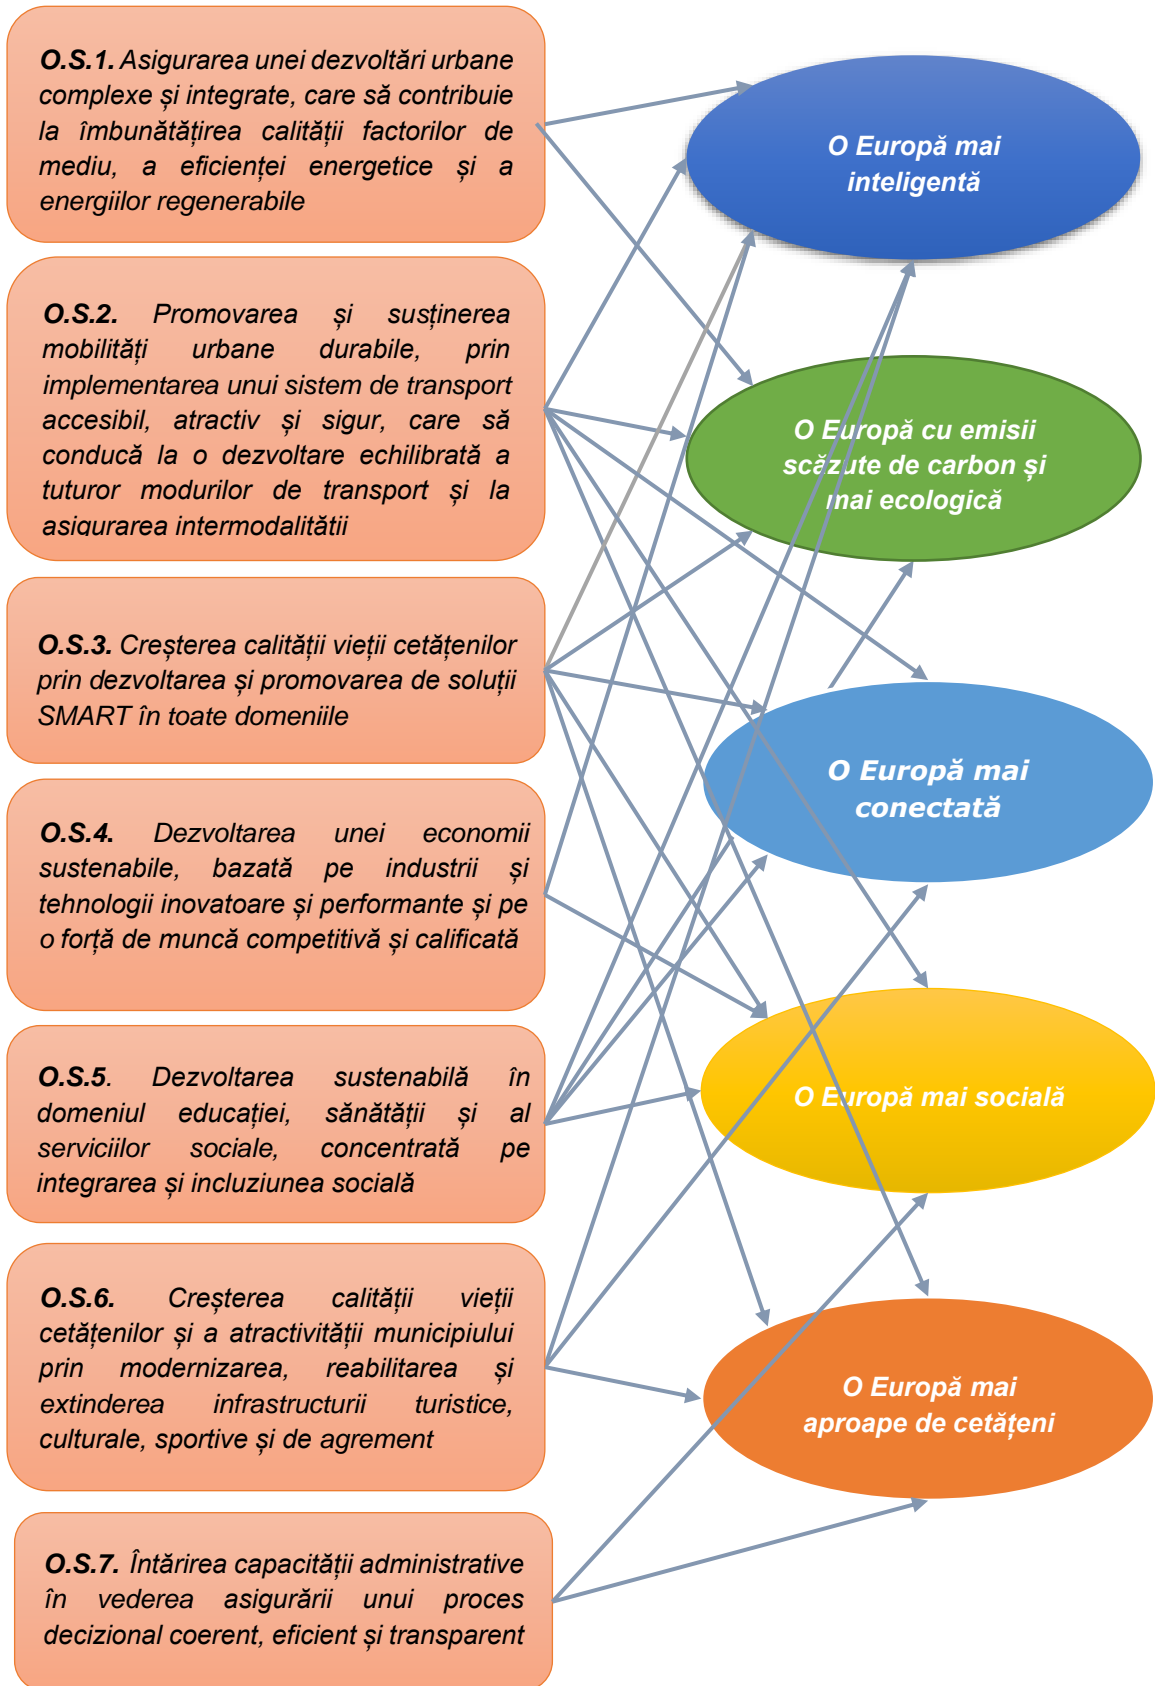 O.S.1. Asigurarea unei dezvoltări urbane
complexe și integrate, care să contribuie
la îmbunătățirea calității factorilor de
mediu, a eficienței energetice și a
energiilor regenerabile
O.S.2. Promovarea și susținerea
mobilități urbane durabile, prin
implementarea unui sistem de transport
accesibil, atractiv și sigur, care să
conducă la o dezvoltare echilibrată a
tuturor modurilor de transport și la
asigurarea intermodalitătii
O.S.3. Creșterea calității vieții cetățenilor
prin dezvoltarea și promovarea de soluții
SMART în toate domeniile
O.S.4. Dezvoltarea unei economii
sustenabile, bazată pe industrii și
tehnologii inovatoare și performante și pe
o forță de muncă competitivă și calificată
O.S.5. Dezvoltarea sustenabilă în
domeniul educației, sănătății și al
serviciilor sociale, concentrată pe
integrarea și incluziunea socială
O.S.6. Creșterea calității vieții
cetățenilor și a atractivității municipiului
prin modernizarea, reabilitarea și
extinderea infrastructurii turistice,
culturale, sportive și de agrement
O.S.7. Întărirea capacității administrative
în vederea asigurării unui proces
decizional coerent, eficient și transparent
O Europă mai
inteligentă
O Europă cu emisii
scăzute de carbon și
mai ecologică
O Europă mai
conectată
O Europă mai socială
O Europă mai
aproape de cetățeni